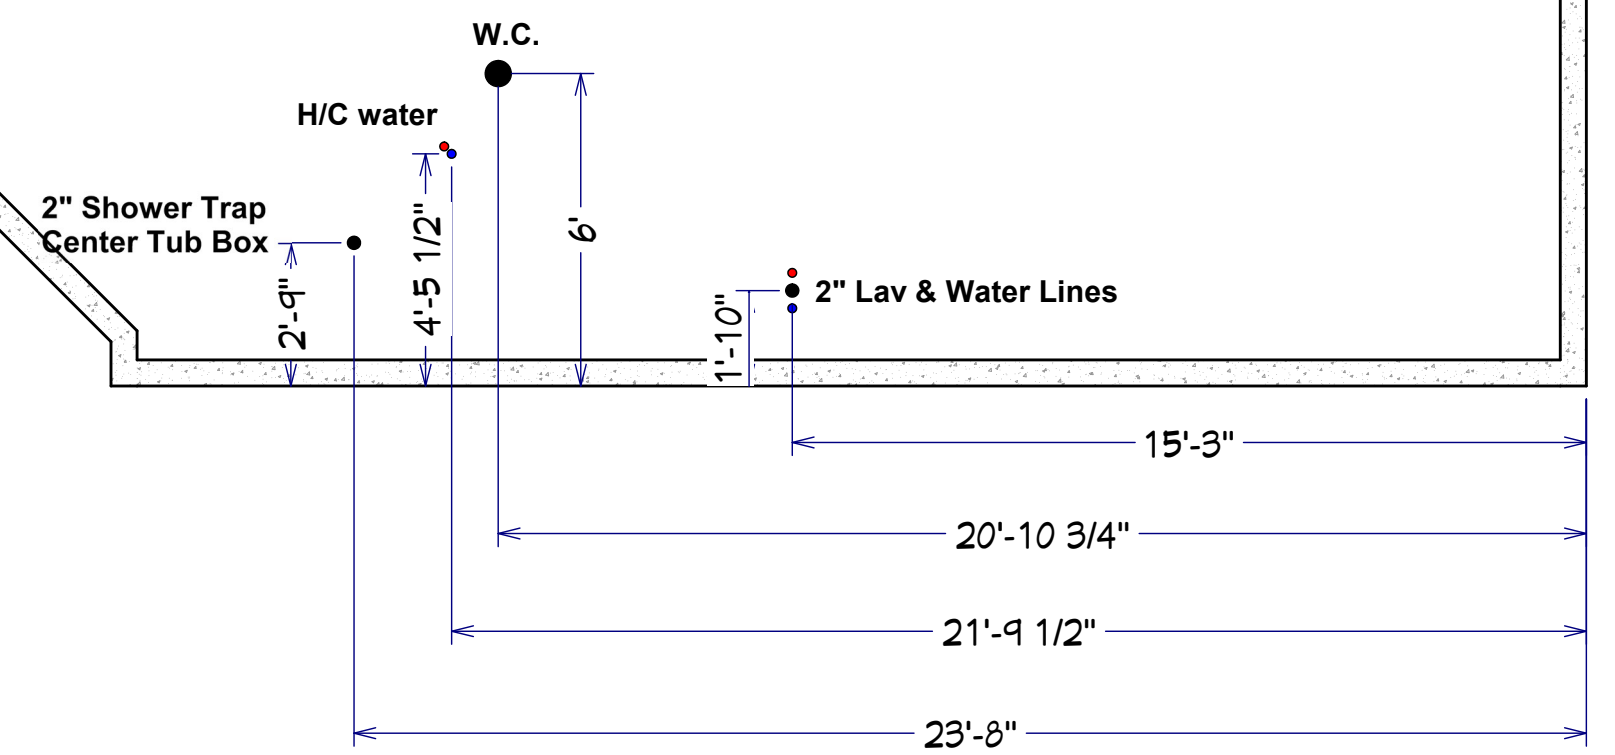 W.C.
H/C water
2" Shower Trap
Center Tub Box
2'-9"
4'-5 1/2"
6'
1'-10"
2" Lav & Water Lines
15'-3"
20'-10 3/4"
21'-9 1/2"
23'-8"